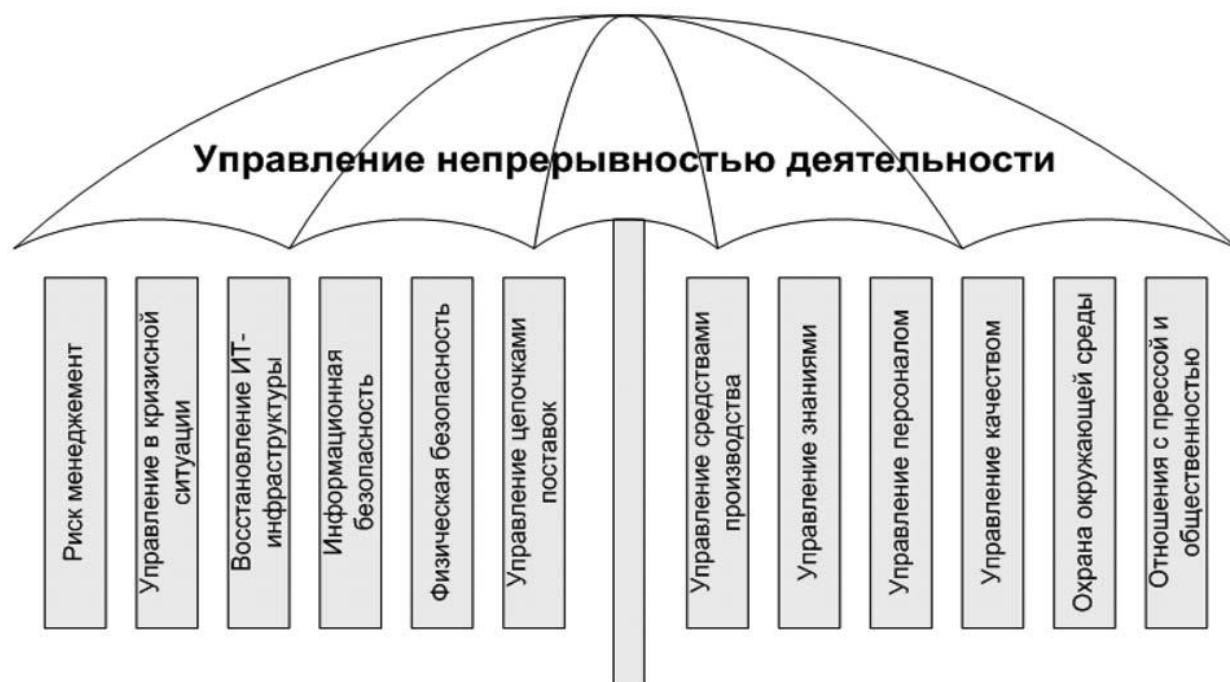 Управление непрерывностью деятельности
Риск менеджемент
Управление в кризисной
ситуации
Восстановление ИТ-
инфраструктуры
Информационная
безопасность
Физическая безопасность
Управление цепочками
поставок
Управление средствами
производства
Управление знаниями
Управление персоналом
Управление качеством
Охрана окружающей среды
Отношения с прессой и
общественностью